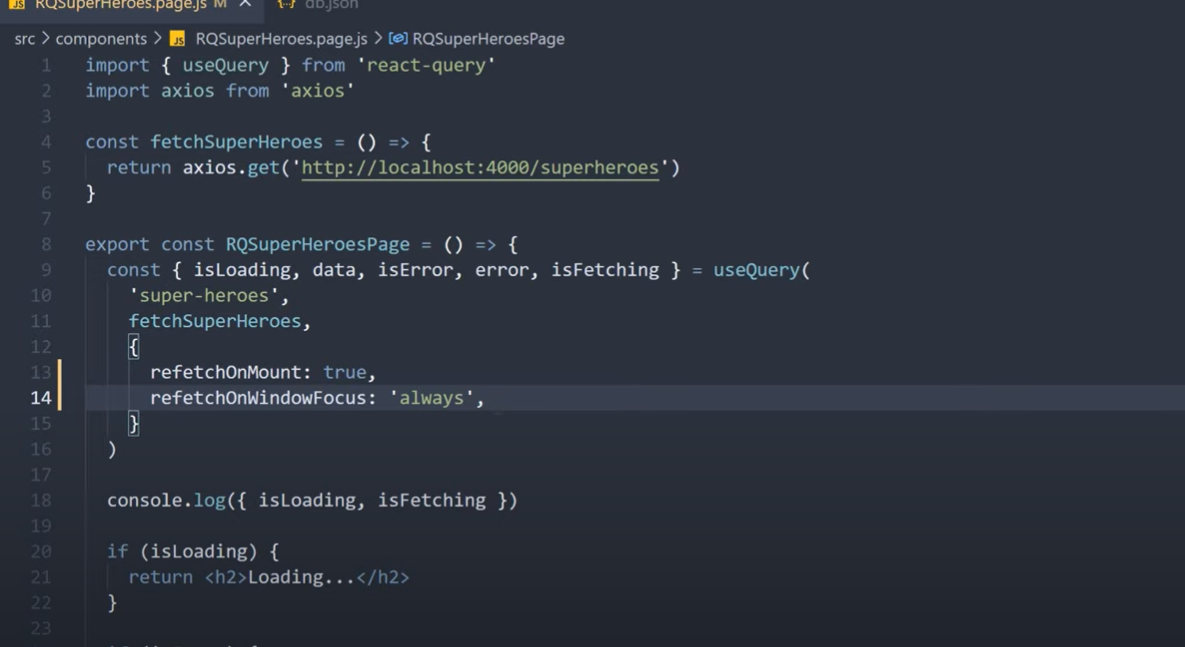 JS RQSuperHeroes.page.js M × {..} db.json
src > components > JS RQSuperHeroes.page.js > RQSuperHeroesPage
1 import { useQuery } from 'react-query'
2 import axios from 'axios'
3
4 const fetchSuperHeroes = () => {
5 return axios.get('http://localhost:4000/superheroes')
6 }
7
8 export const RQSuperHeroesPage = () => {
9 const { isLoading, data, isError, error, isFetching } = useQuery(
10 'super-heroes',
11 fetchSuperHeroes,
12 {
13 refetchOnMount: true,
14 refetchOnWindowFocus: 'always',
15 }
16 )
17
18 console.log({ isLoading, isFetching })
19
20 if (isLoading) {
21 return <h2>Loading...</h2>
22 }
23